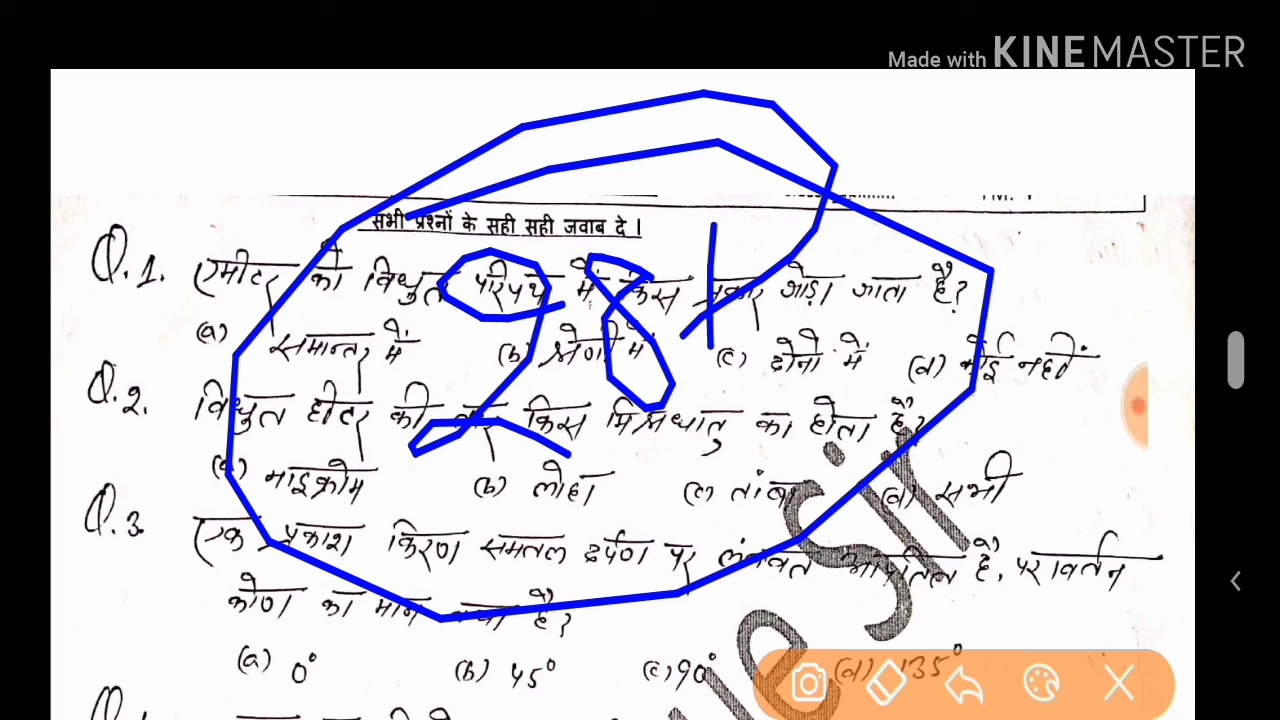 Made with KINEMASTER
सभी प्रश्नों के सही सही जवाब दे ।
Q.1. एमीटर को विधुत परिपथ में किस प्रकार जोड़ा जाता है?
(a) समान्तर में (b) श्रेणी में (c) दोनो में (d) कोई नहीं
Q.2. विधुत हीटर की तार किस मिश्रधातु का होता है?
(a) नाइक्रोम (b) लोहा (c) तांबा (d) सभी
Q.3 एक प्रकाश किरण समतल दर्पण पर लंबवत आपतित है, परावर्तन
कोण का मान क्या है?
(a) 0° (b) 45° (c) 90° (d) 135°
Sir